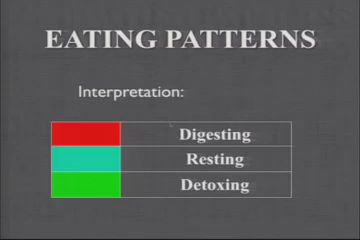 EATING PATTERNS
Interpretation:
Digesting
Resting
Detoxing